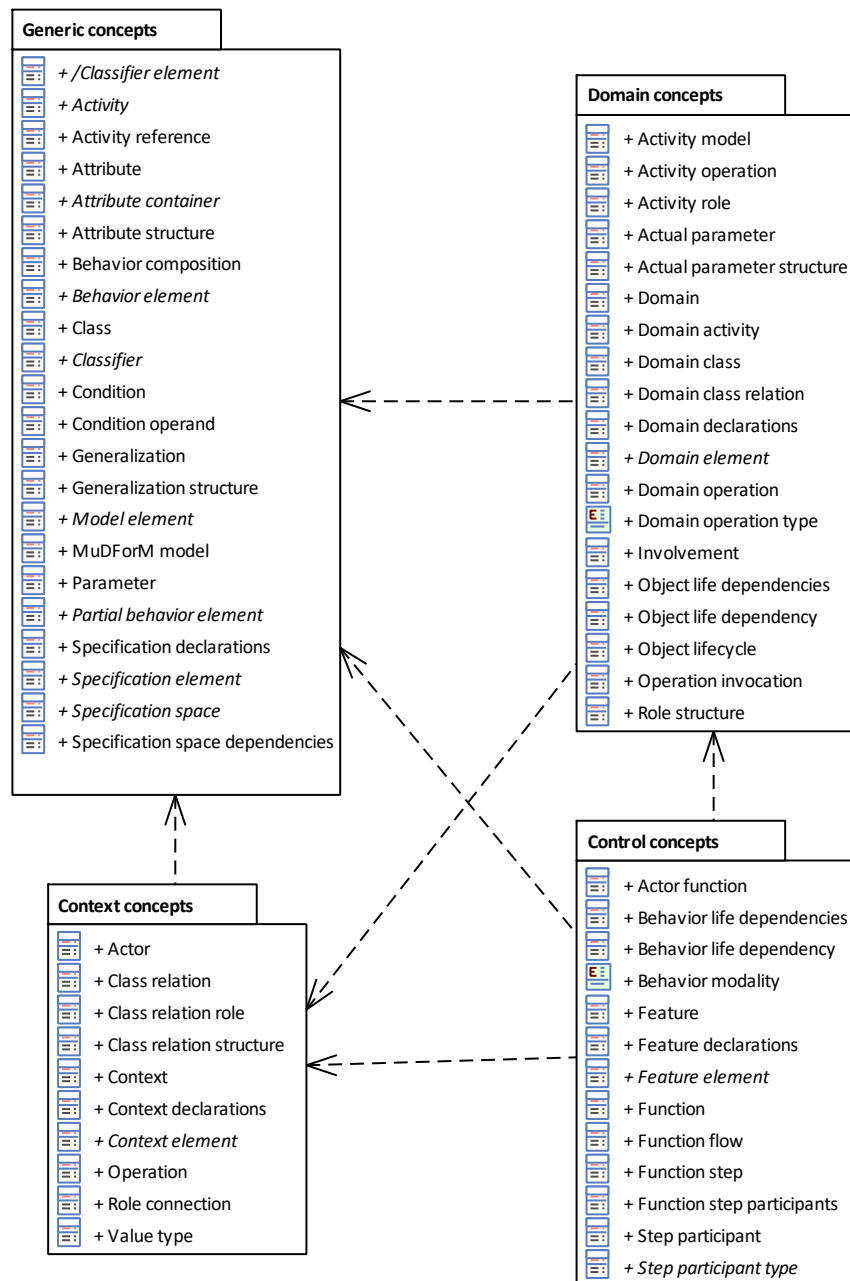 Generic concepts
+ /Classifier element
+ Activity
+ Activity reference
+ Attribute
+ Attribute container
+ Attribute structure
+ Behavior composition
+ Behavior element
+ Class
+ Classifier
+ Condition
+ Condition operand
+ Generalization
+ Generalization structure
+ Model element
+ MuDForM model
+ Parameter
+ Partial behavior element
+ Specification declarations
+ Specification element
+ Specification space
+ Specification space dependencies
Domain concepts
+ Activity model
+ Activity operation
+ Activity role
+ Actual parameter
+ Actual parameter structure
+ Domain
+ Domain activity
+ Domain class
+ Domain class relation
+ Domain declarations
+ Domain element
+ Domain operation
E
+ Domain operation type
+ Involvement
+ Object life dependencies
+ Object life dependency
+ Object lifecycle
+ Operation invocation
+ Role structure
Context concepts
+ Actor
+ Class relation
+ Class relation role
+ Class relation structure
+ Context
+ Context declarations
+ Context element
+ Operation
+ Role connection
+ Value type
Control concepts
+ Actor function
+ Behavior life dependencies
+ Behavior life dependency
E
+ Behavior modality
+ Feature
+ Feature declarations
+ Feature element
+ Function
+ Function flow
+ Function step
+ Function step participants
+ Step participant
+ Step participant type